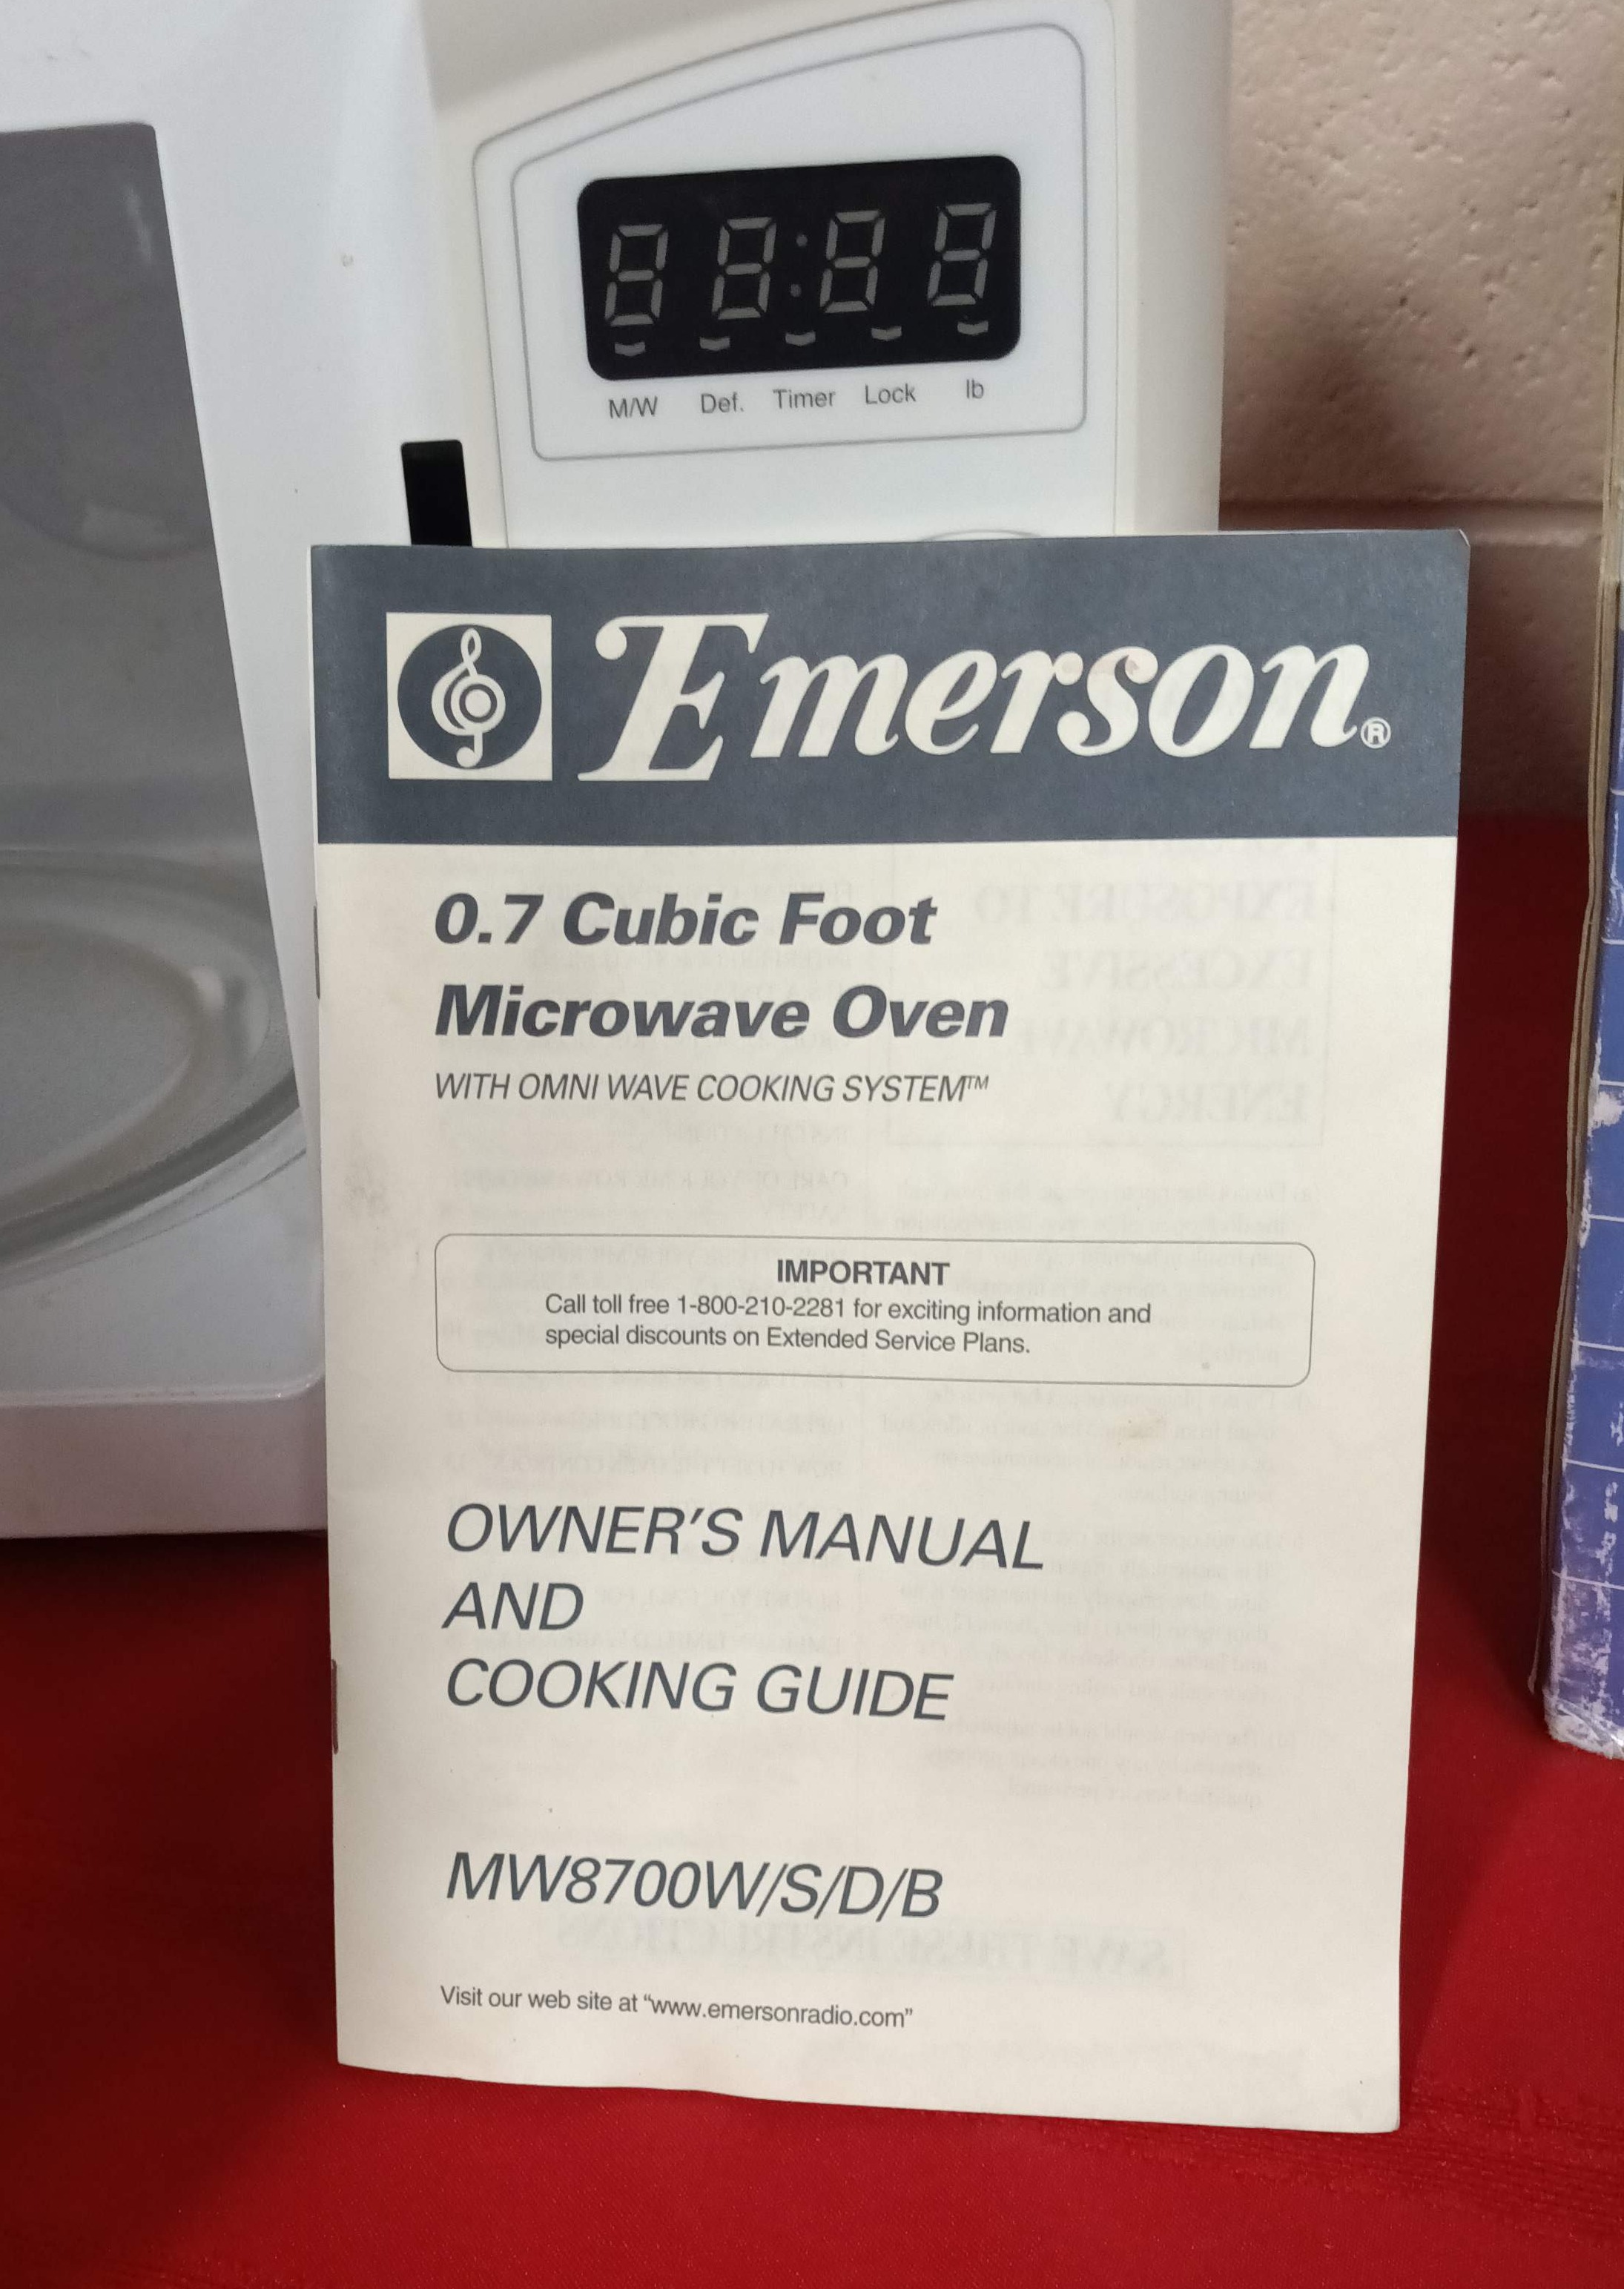 M/W Def. Timer Lock lb
Emerson®
0.7 Cubic Foot
Microwave Oven
WITH OMNI WAVE COOKING SYSTEM™
IMPORTANT
Call toll free 1-800-210-2281 for exciting information and
special discounts on Extended Service Plans.
OWNER'S MANUAL
AND
COOKING GUIDE
MW8700W/S/D/B
Visit our web site at “www.emersonradio.com”